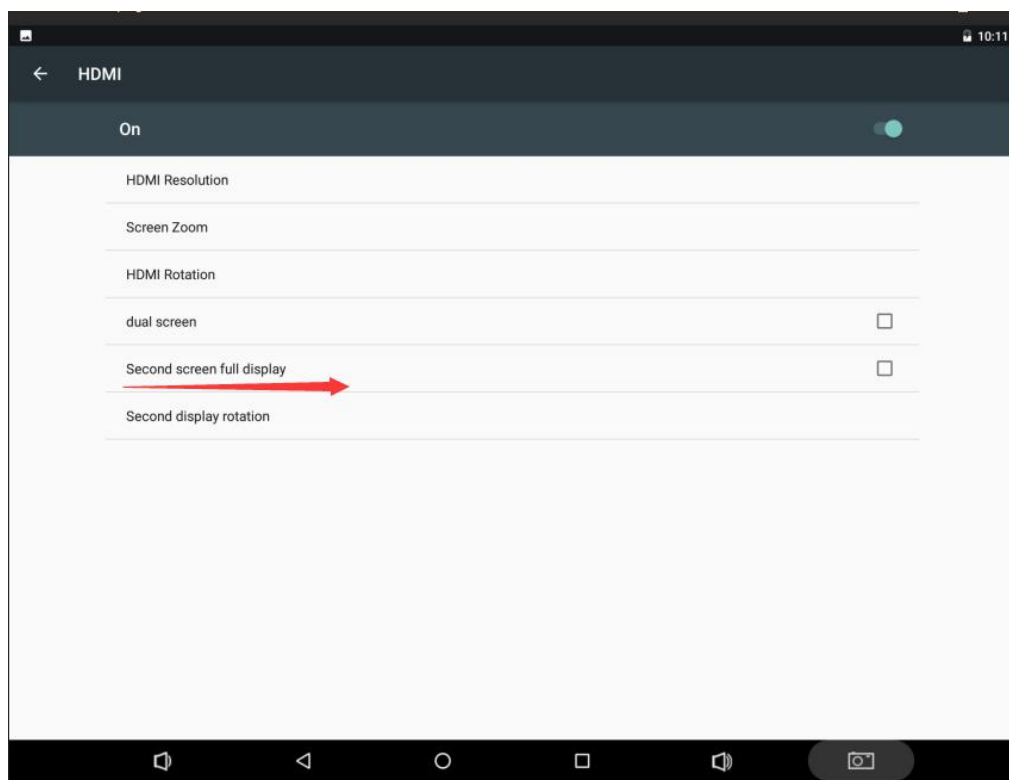 10:11
HDMI
On
HDMI Resolution
Screen Zoom
HDMI Rotation
dual screen
Second screen full display
Second display rotation